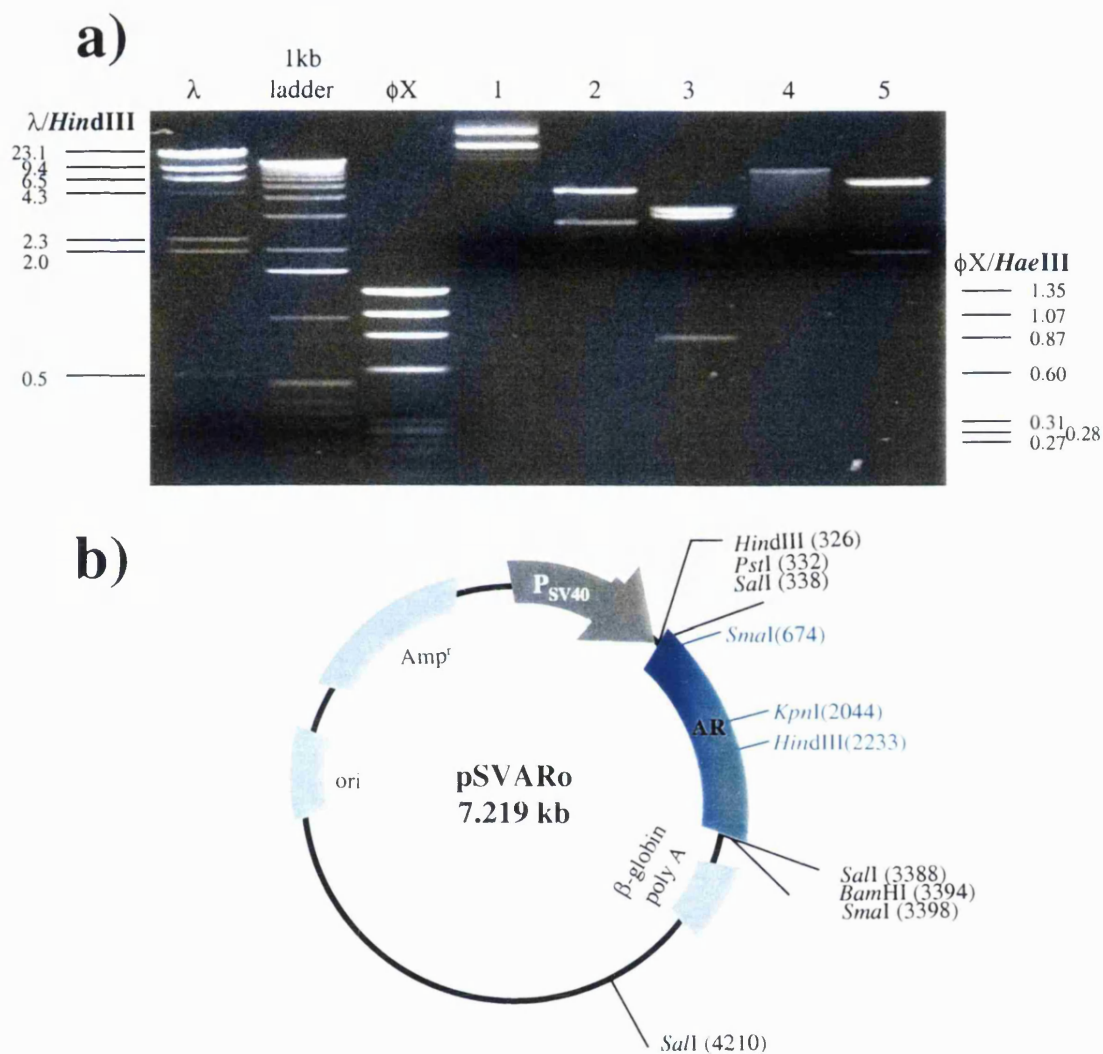 a)
λ
1kb
ladder
ϕX
1
2
3
4
5
λ/HindIII
23.1
9.4
6.5
4.3
2.3
2.0
0.5
ϕX/HaeIII
1.35
1.07
0.87
0.60
0.31
0.28
0.27
b)
PSV40
HindIII (326)
PstI (332)
SalI (338)
SmaI(674)
Ampr
AR
KpnI(2044)
HindIII(2233)
ori
pSVARo
7.219 kb
β-globin
poly A
SalI (3388)
BamHI (3394)
SmaI (3398)
SalI (4210)